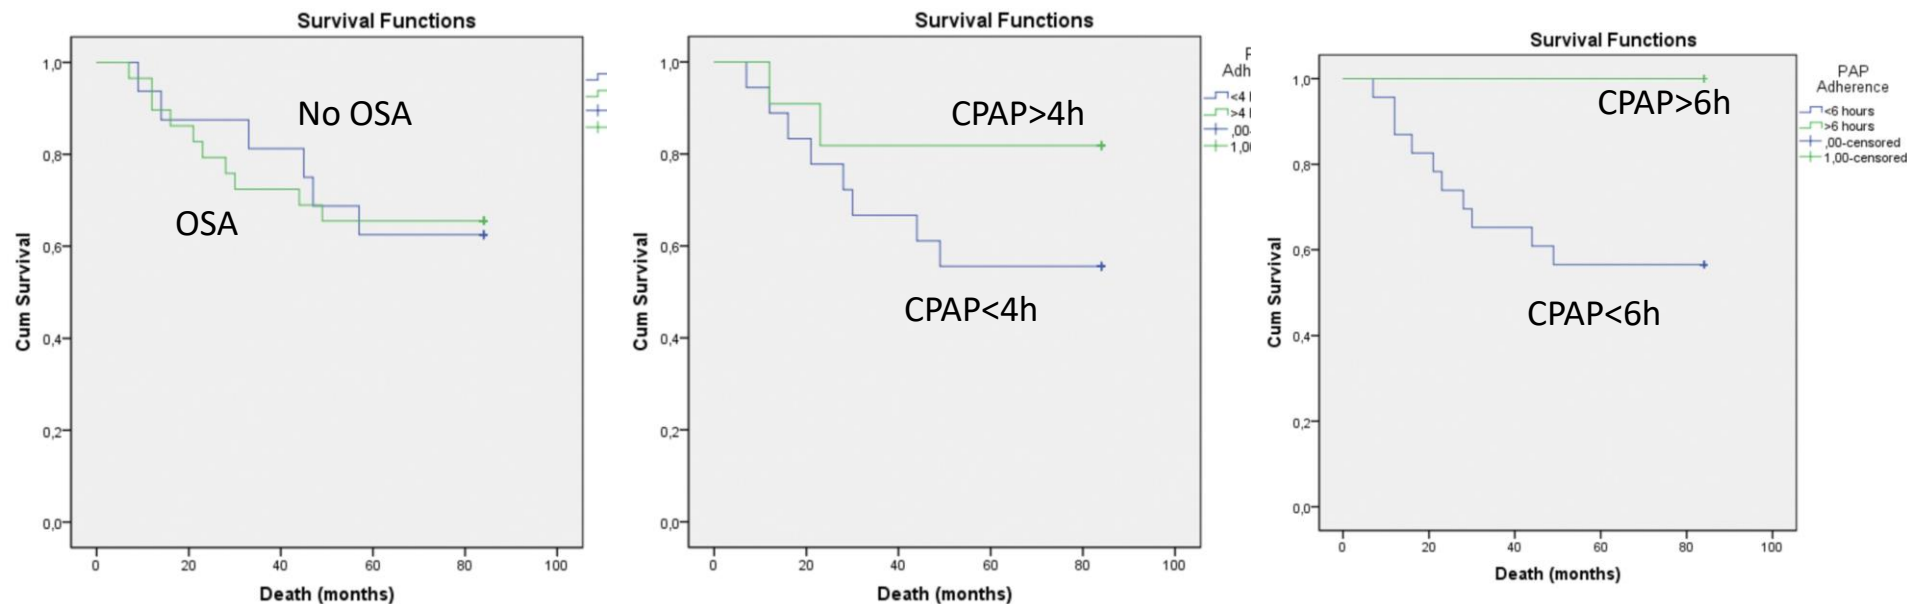 Survival Functions
1,0
0,8
0,6
0,4
0,2
0,0
Cum Survival
No OSA
OSA
0 20 40 60 80 100
Death (months)
Survival Functions
1,0
0,8
0,6
0,4
0,2
0,0
Cum Survival
CPAP>4h
CPAP<4h
0 20 40 60 80 100
Death (months)
Adh
<4
>4
,00-
1,0
Survival Functions
1,0
0,8
0,6
0,4
0,2
0,0
Cum Survival
CPAP>6h
CPAP<6h
0 20 40 60 80 100
Death (months)
PAP
Adherence
<6 hours
>6 hours
,00-censored
1,00-censored